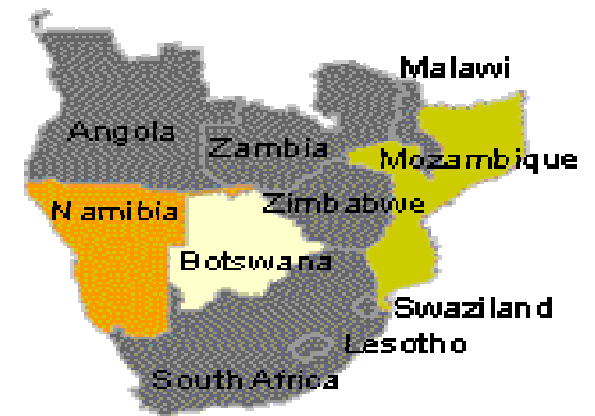 Malawi
Angola
Zambia
Mozambique
Namibia
Zimbabwe
Botswana
Swaziland
Lesotho
South Africa